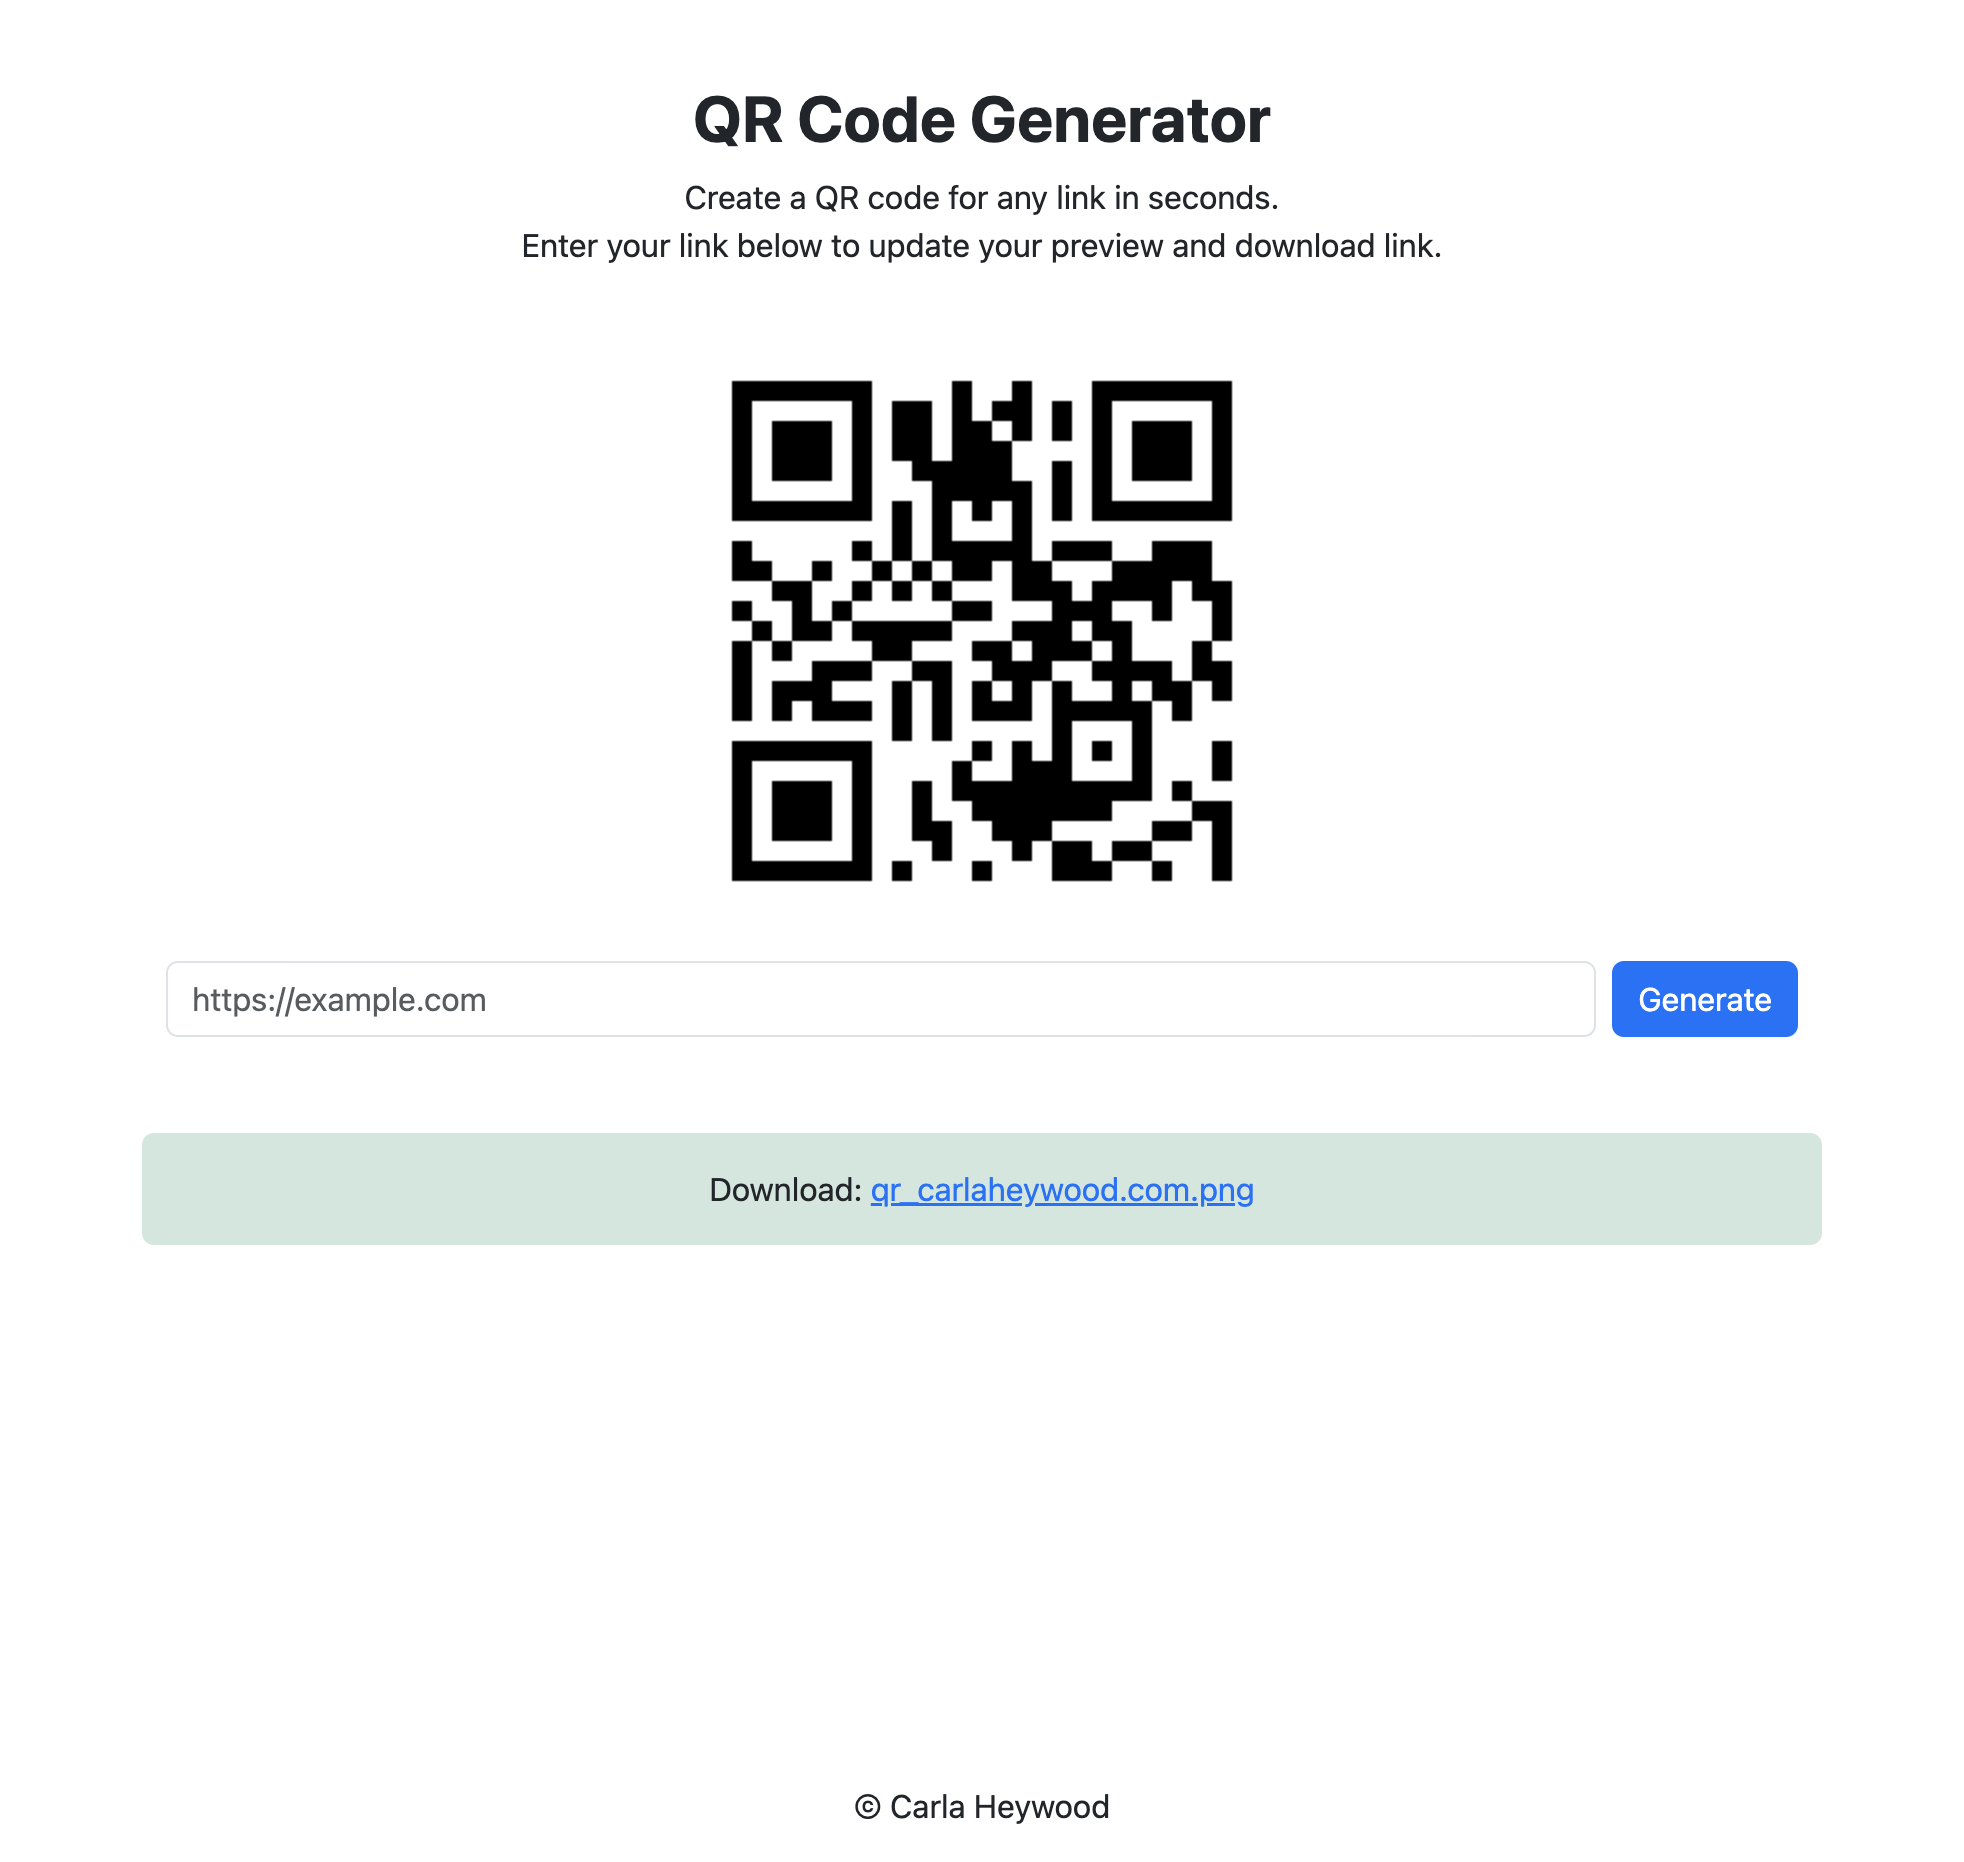 QR Code Generator
Create a QR code for any link in seconds.
Enter your link below to update your preview and download link.
https://example.com
Generate
Download: qr_carlaheywood.com.png
© Carla Heywood